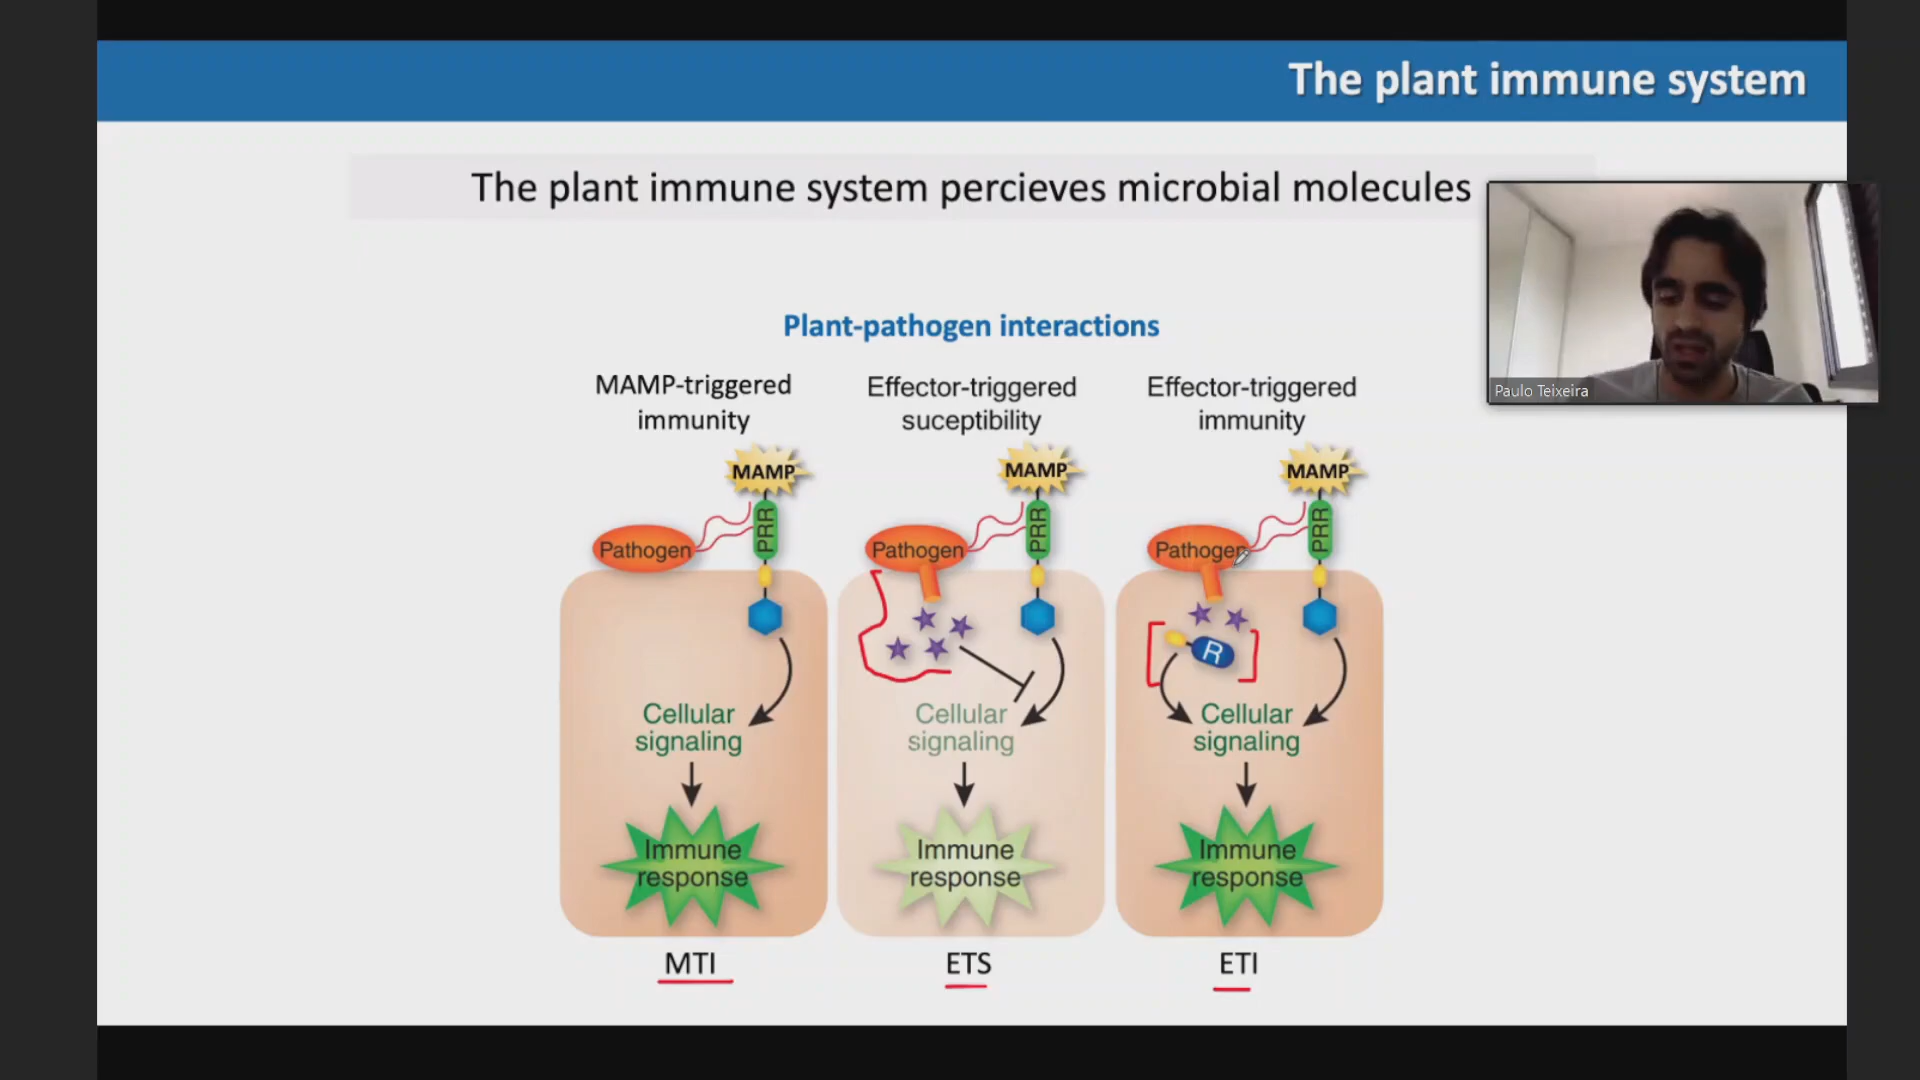 The plant immune system
The plant immune system percieves microbial molecules
Paulo Teixeira
Plant-pathogen interactions
MAMP-triggered
immunity
Effector-triggered
suceptibility
Effector-triggered
immunity
MAMP
MAMP
MAMP
PRR
PRR
PRR
Pathogen
Pathogen
Pathogen
R
Cellular
signaling
Cellular
signaling
Cellular
signaling
Immune
response
Immune
response
Immune
response
MTI
ETS
ETI